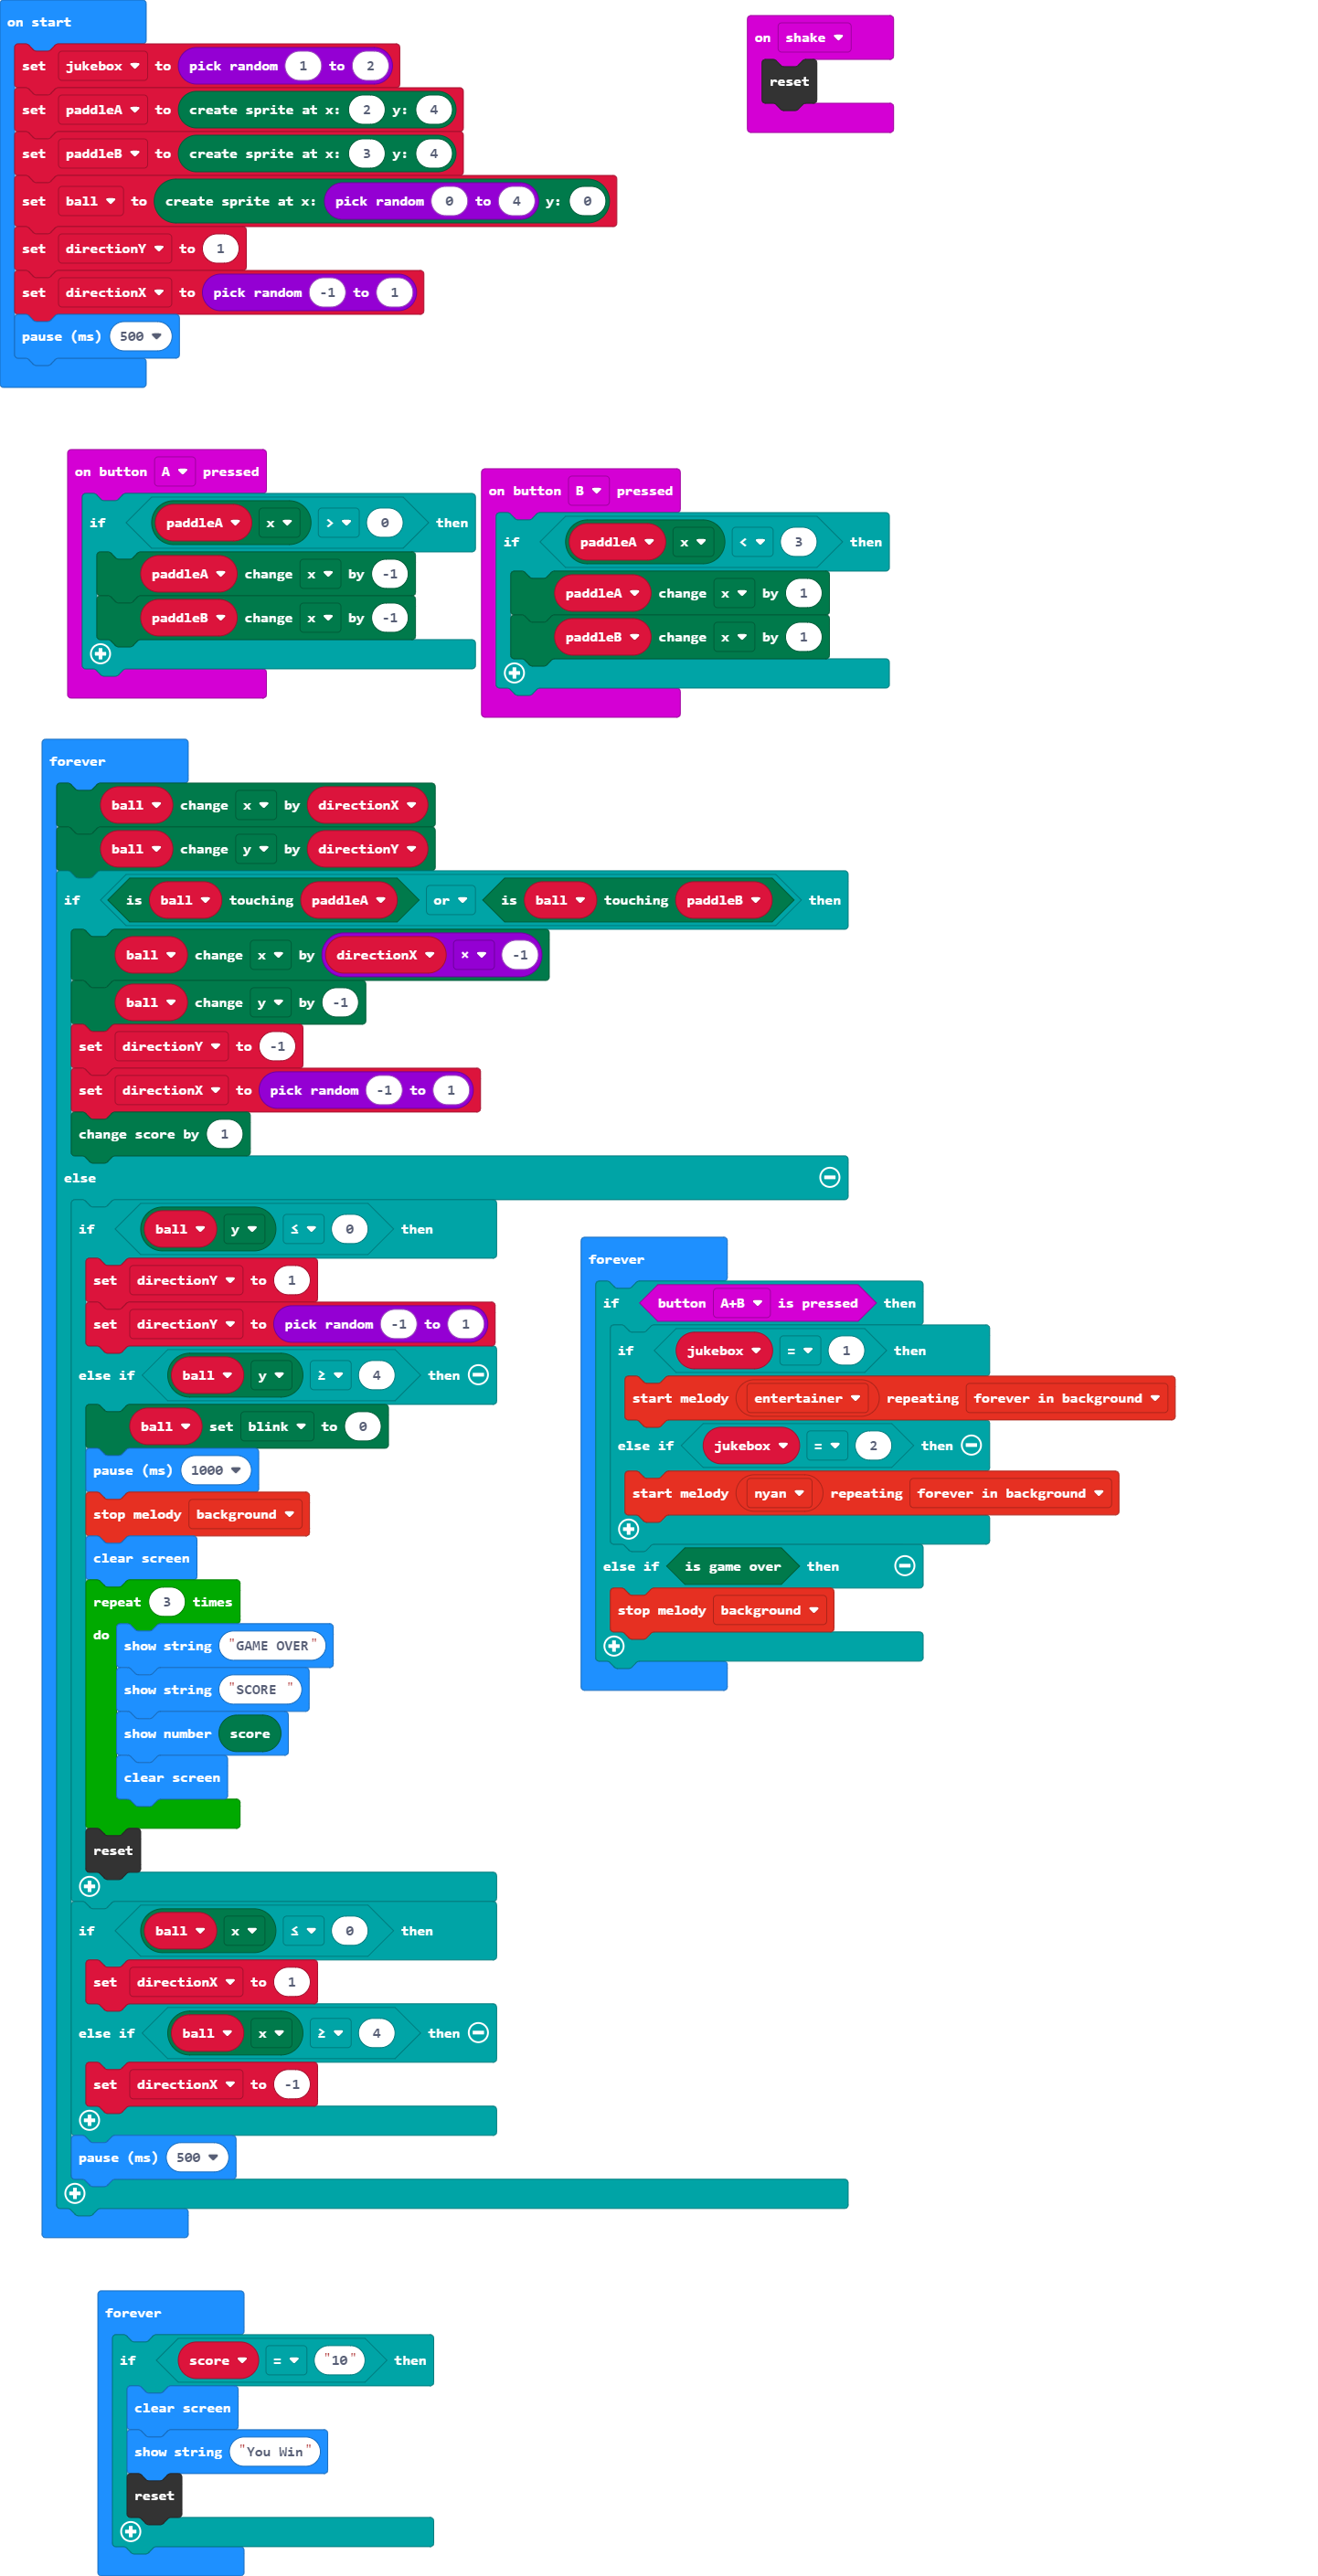 on start
set jukebox to pick random 1 to 2
set paddleA to create sprite at x: 2 y: 4
set paddleB to create sprite at x: 3 y: 4
set ball to create sprite at x: pick random 0 to 4 y: 0
set directionY to 1
set directionX to pick random -1 to 1
pause (ms) 500
on shake
reset
on button A pressed
if paddleA x > 0 then
paddleA change x by -1
paddleB change x by -1
on button B pressed
if paddleA x < 3 then
paddleA change x by 1
paddleB change x by 1
forever
ball change x by directionX
ball change y by directionY
if is ball touching paddleA or is ball touching paddleB then
ball change x by directionX × -1
ball change y by -1
set directionY to -1
set directionX to pick random -1 to 1
change score by 1
else
if ball y ≤ 0 then
set directionY to 1
set directionY to pick random -1 to 1
else if ball y ≥ 4 then
ball set blink to 0
pause (ms) 1000
stop melody background
clear screen
repeat 3 times
do
show string "GAME OVER"
show string "SCORE "
show number score
clear screen
reset
if ball x ≤ 0 then
set directionX to 1
else if ball x ≥ 4 then
set directionX to -1
pause (ms) 500
forever
if button A+B is pressed then
if jukebox = 1 then
start melody entertainer repeating forever in background
else if jukebox = 2 then
start melody nyan repeating forever in background
else if is game over then
stop melody background
forever
if score = "10" then
clear screen
show string "You Win"
reset